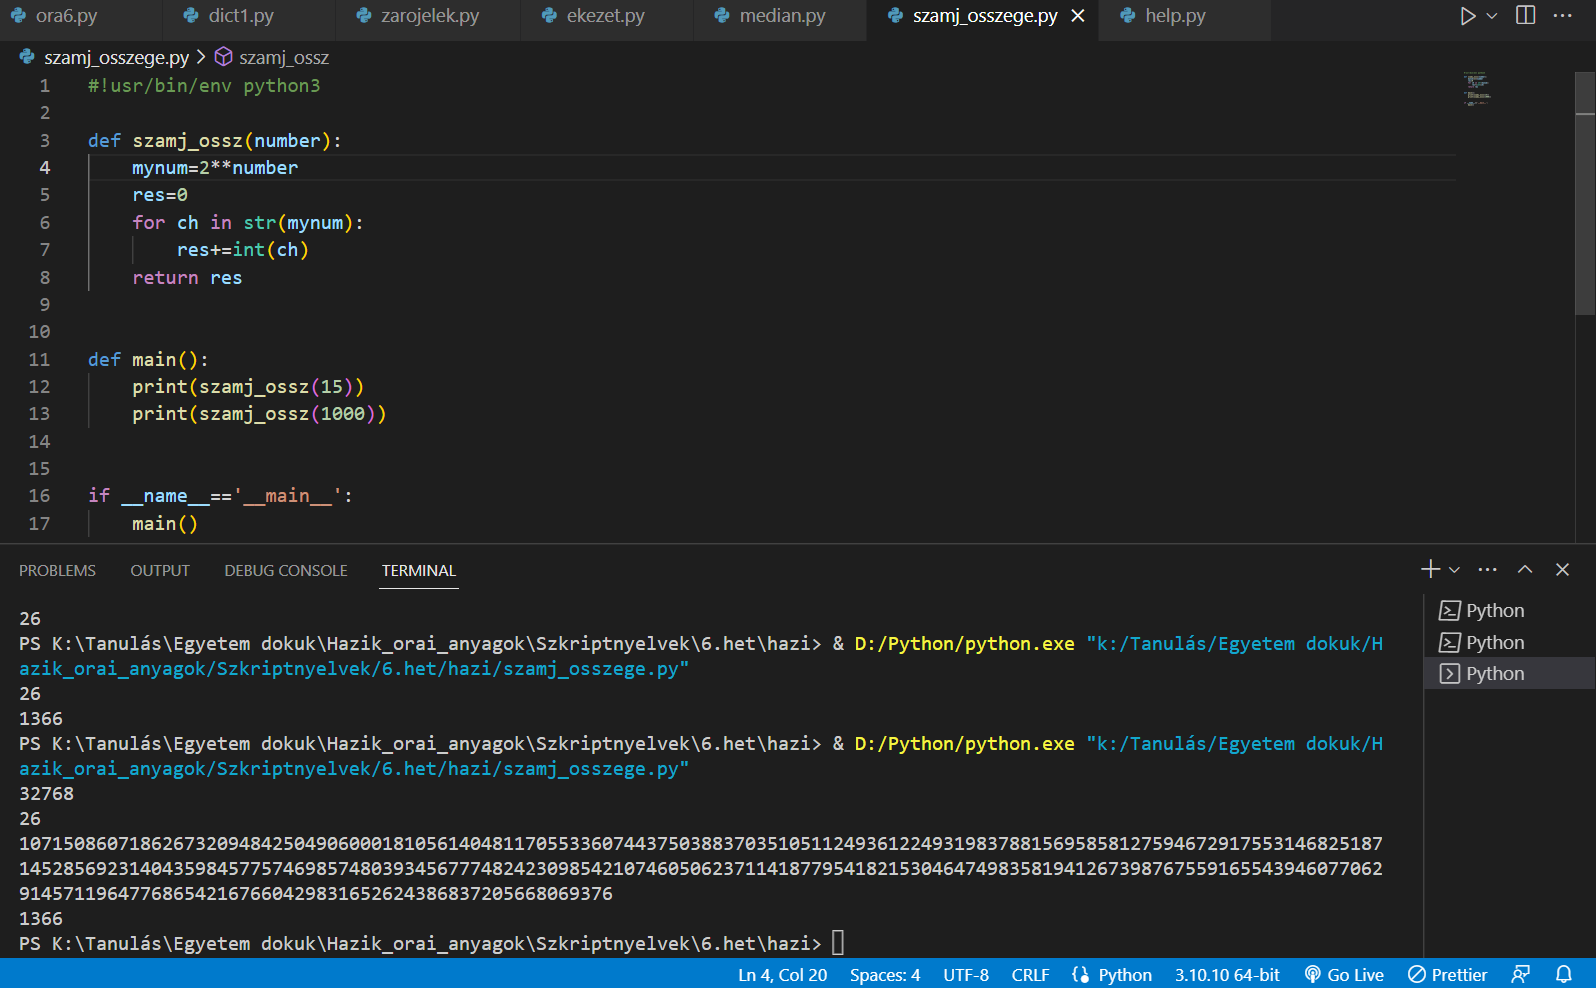 ora6.py dict1.py zarojelek.py ekezet.py median.py szamj_osszege.py help.py
szamj_osszege.py > szamj_ossz
1 #!usr/bin/env python3
2
3 def szamj_ossz(number):
4 mynum=2**number
5 res=0
6 for ch in str(mynum):
7 res+=int(ch)
8 return res
9
10
11 def main():
12 print(szamj_ossz(15))
13 print(szamj_ossz(1000))
14
15
16 if __name__=='__main__':
17 main()
PROBLEMS OUTPUT DEBUG CONSOLE TERMINAL
26
PS K:\Tanulás\Egyetem dokuk\Hazik_orai_anyagok\Szkriptnyelvek\6.het\hazi> & D:/Python/python.exe "k:/Tanulás/Egyetem dokuk/H
azik_orai_anyagok/Szkriptnyelvek/6.het/hazi/szamj_osszege.py"
26
1366
PS K:\Tanulás\Egyetem dokuk\Hazik_orai_anyagok\Szkriptnyelvek\6.het\hazi> & D:/Python/python.exe "k:/Tanulás/Egyetem dokuk/H
azik_orai_anyagok/Szkriptnyelvek/6.het/hazi/szamj_osszege.py"
32768
26
1071508607186267320948425049060001810561404811705533607443750388370351051124936122493198378815695858127594672917553146825187
1452856923140435984577574698574803934567774824230985421074605062371141877954182153046474983581941267398767559165543946077062
914571196477686542167660429831652624386837205668069376
1366
PS K:\Tanulás\Egyetem dokuk\Hazik_orai_anyagok\Szkriptnyelvek\6.het\hazi>
Python
Python
Python
Ln 4, Col 20 Spaces: 4 UTF-8 CRLF Python 3.10.10 64-bit Go Live Prettier